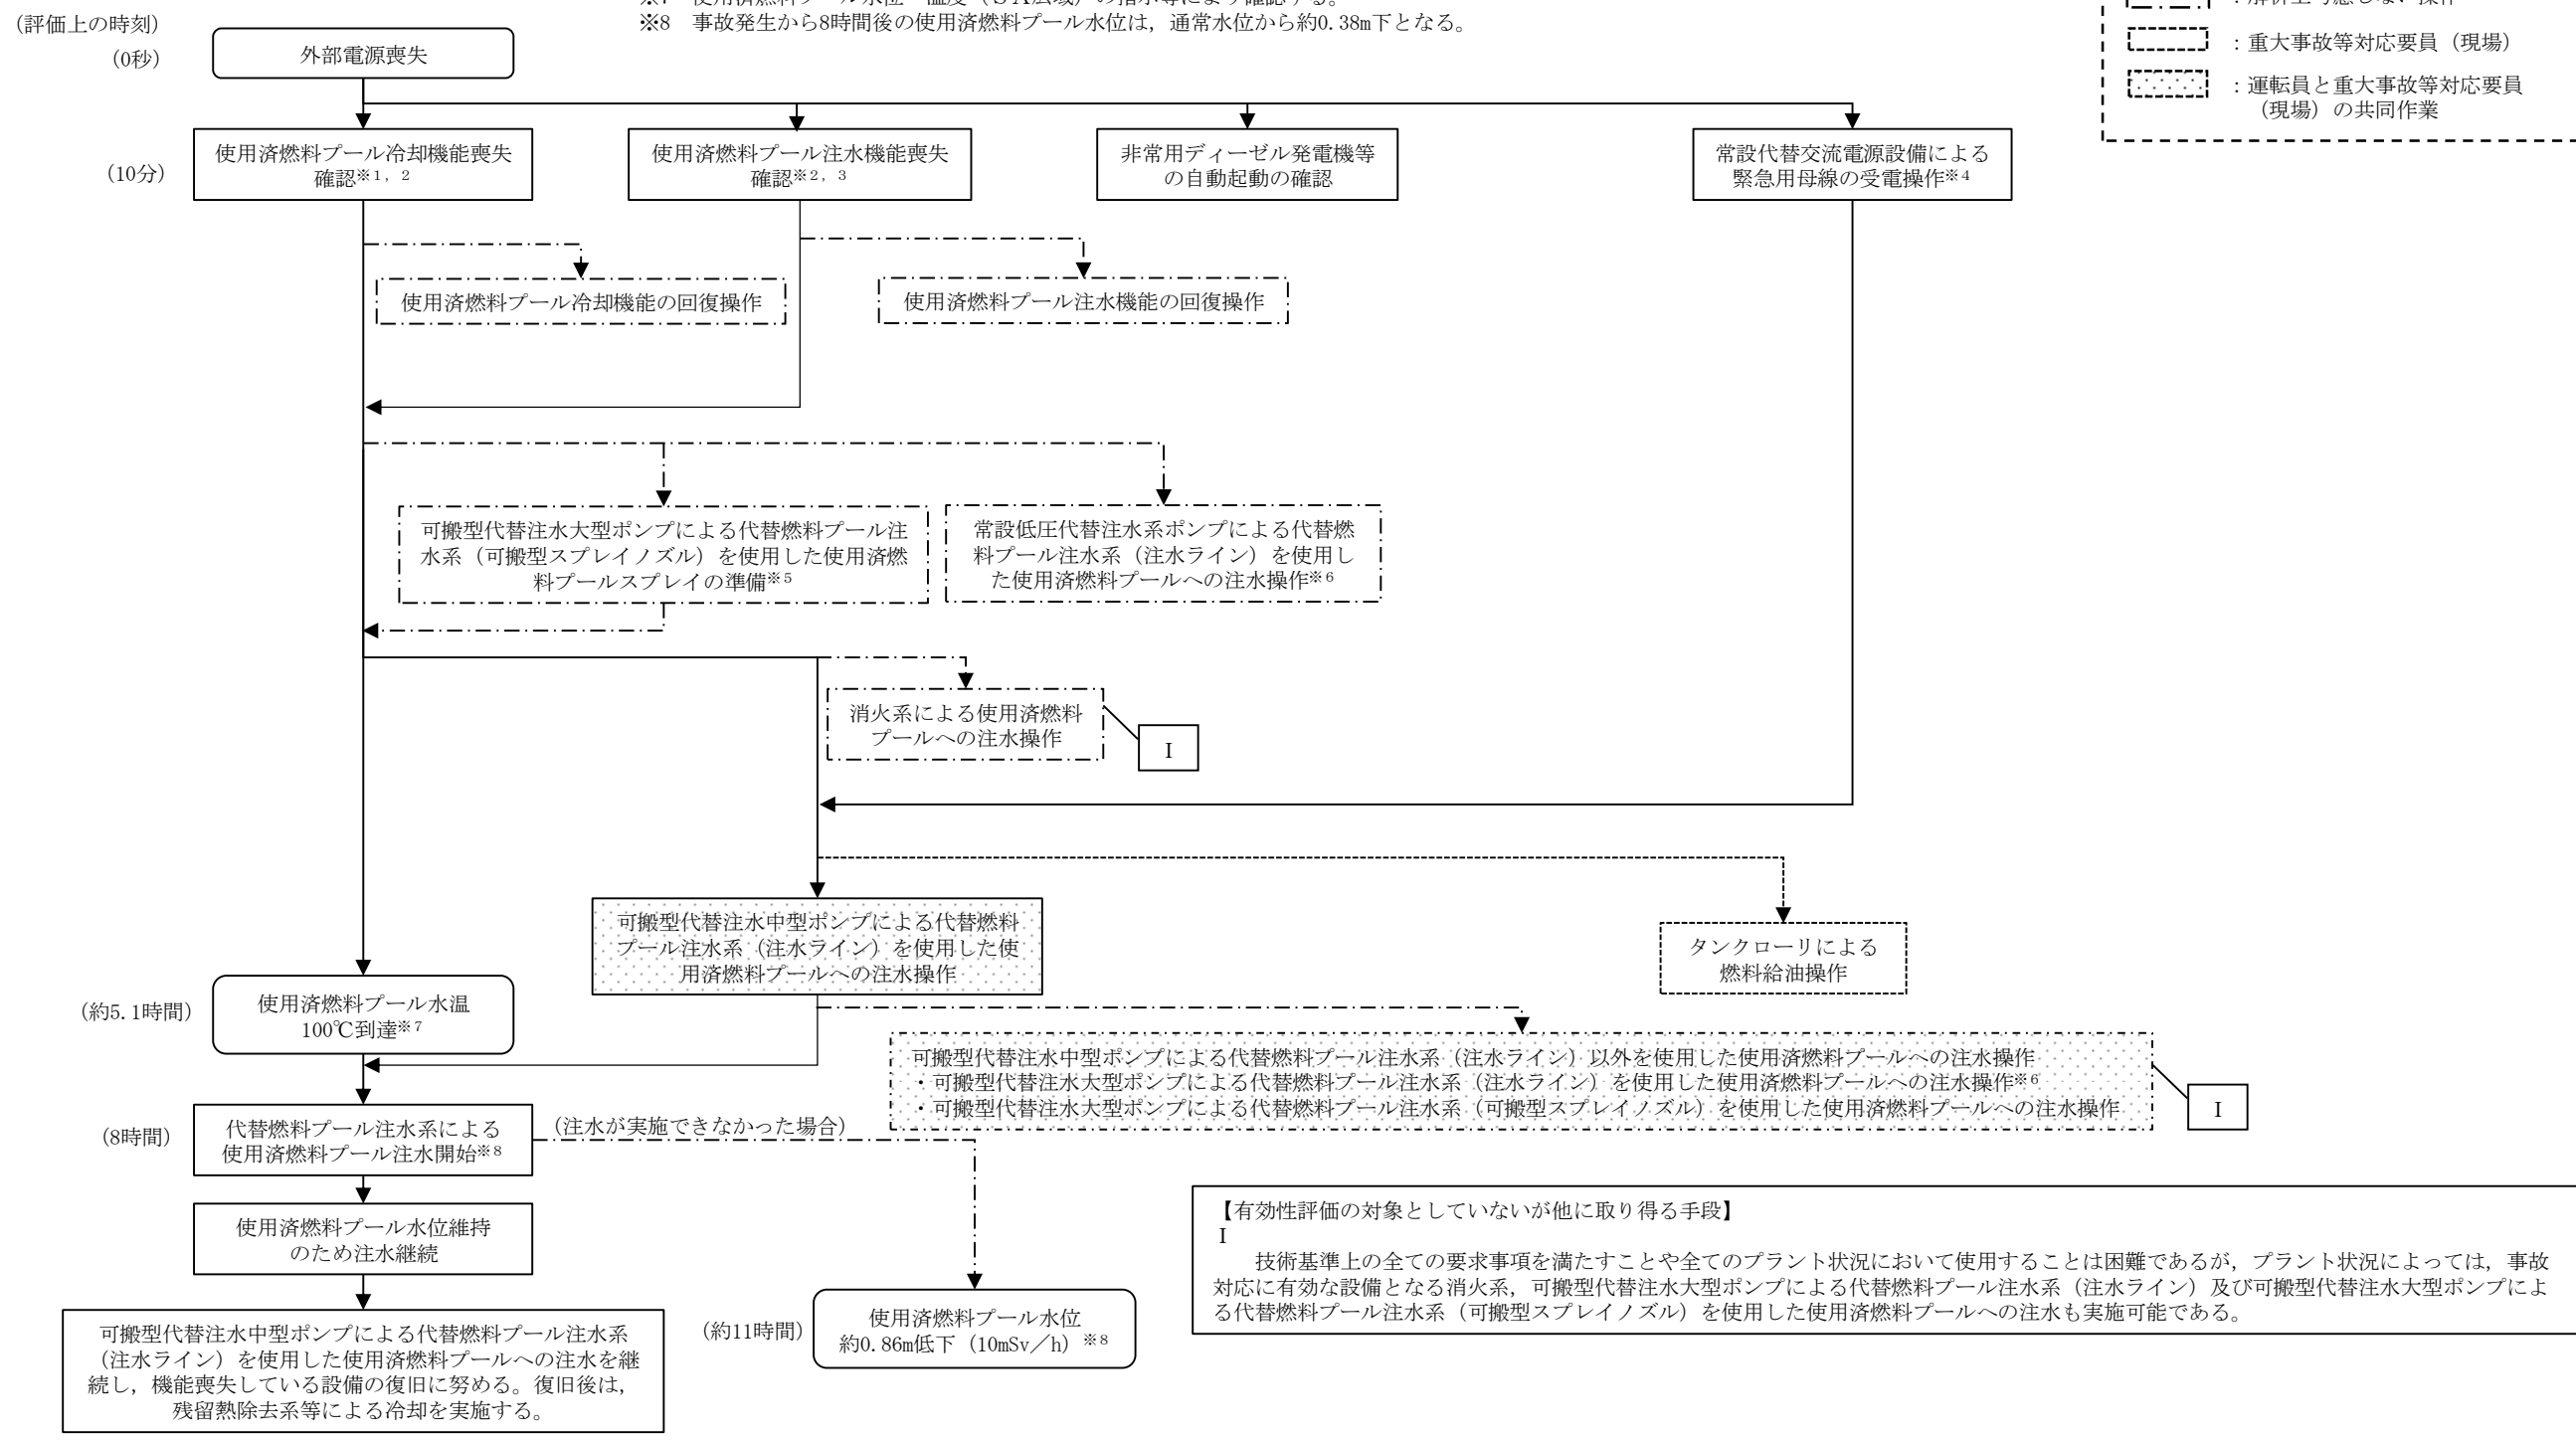 ※8 事故発生から8時間後の使用済燃料プール水位は，通常水位から約0.38m下となる。
：重大事故等対応要員（現場）
：運転員と重大事故等対応要員
（現場）の共同作業
（評価上の時刻）
（0秒）
外部電源喪失
（10分）
使用済燃料プール冷却機能喪失
確認※1，2
使用済燃料プール注水機能喪失
確認※2，3
非常用ディーゼル発電機等
の自動起動の確認
常設代替交流電源設備による
緊急用母線の受電操作※4
使用済燃料プール冷却機能の回復操作
使用済燃料プール注水機能の回復操作
可搬型代替注水大型ポンプによる代替燃料プール注
水系（可搬型スプレイノズル）を使用した使用済燃
料プールスプレイの準備※5
常設低圧代替注水系ポンプによる代替燃
料プール注水系（注水ライン）を使用し
た使用済燃料プールへの注水操作※6
消火系による使用済燃料
プールへの注水操作
Ⅰ
可搬型代替注水中型ポンプによる代替燃料
プール注水系（注水ライン）を使用した使
用済燃料プールへの注水操作
タンクローリによる
燃料給油操作
（約5.1時間）
使用済燃料プール水温
100℃到達※7
可搬型代替注水中型ポンプによる代替燃料プール注水系（注水ライン）以外を使用した使用済燃料プールへの注水操作
・可搬型代替注水大型ポンプによる代替燃料プール注水系（注水ライン）を使用した使用済燃料プールへの注水操作※6
・可搬型代替注水大型ポンプによる代替燃料プール注水系（可搬型スプレイノズル）を使用した使用済燃料プールへの注水操作
Ⅰ
（8時間）
代替燃料プール注水系による
使用済燃料プール注水開始※8
（注水が実施できなかった場合）
使用済燃料プール水位維持
のため注水継続
【有効性評価の対象としていないが他に取り得る手段】
Ⅰ
技術基準上の全ての要求事項を満たすことや全てのプラント状況において使用することは困難であるが，プラント状況によっては，事故
対応に有効な設備となる消火系，可搬型代替注水大型ポンプによる代替燃料プール注水系（注水ライン）及び可搬型代替注水大型ポンプによ
る代替燃料プール注水系（可搬型スプレイノズル）を使用した使用済燃料プールへの注水も実施可能である。
（約11時間）
使用済燃料プール水位
約0.86m低下（10mSv／h）※8
可搬型代替注水中型ポンプによる代替燃料プール注水系
（注水ライン）を使用した使用済燃料プールへの注水を継
続し，機能喪失している設備の復旧に努める。復旧後は，
残留熱除去系等による冷却を実施する。